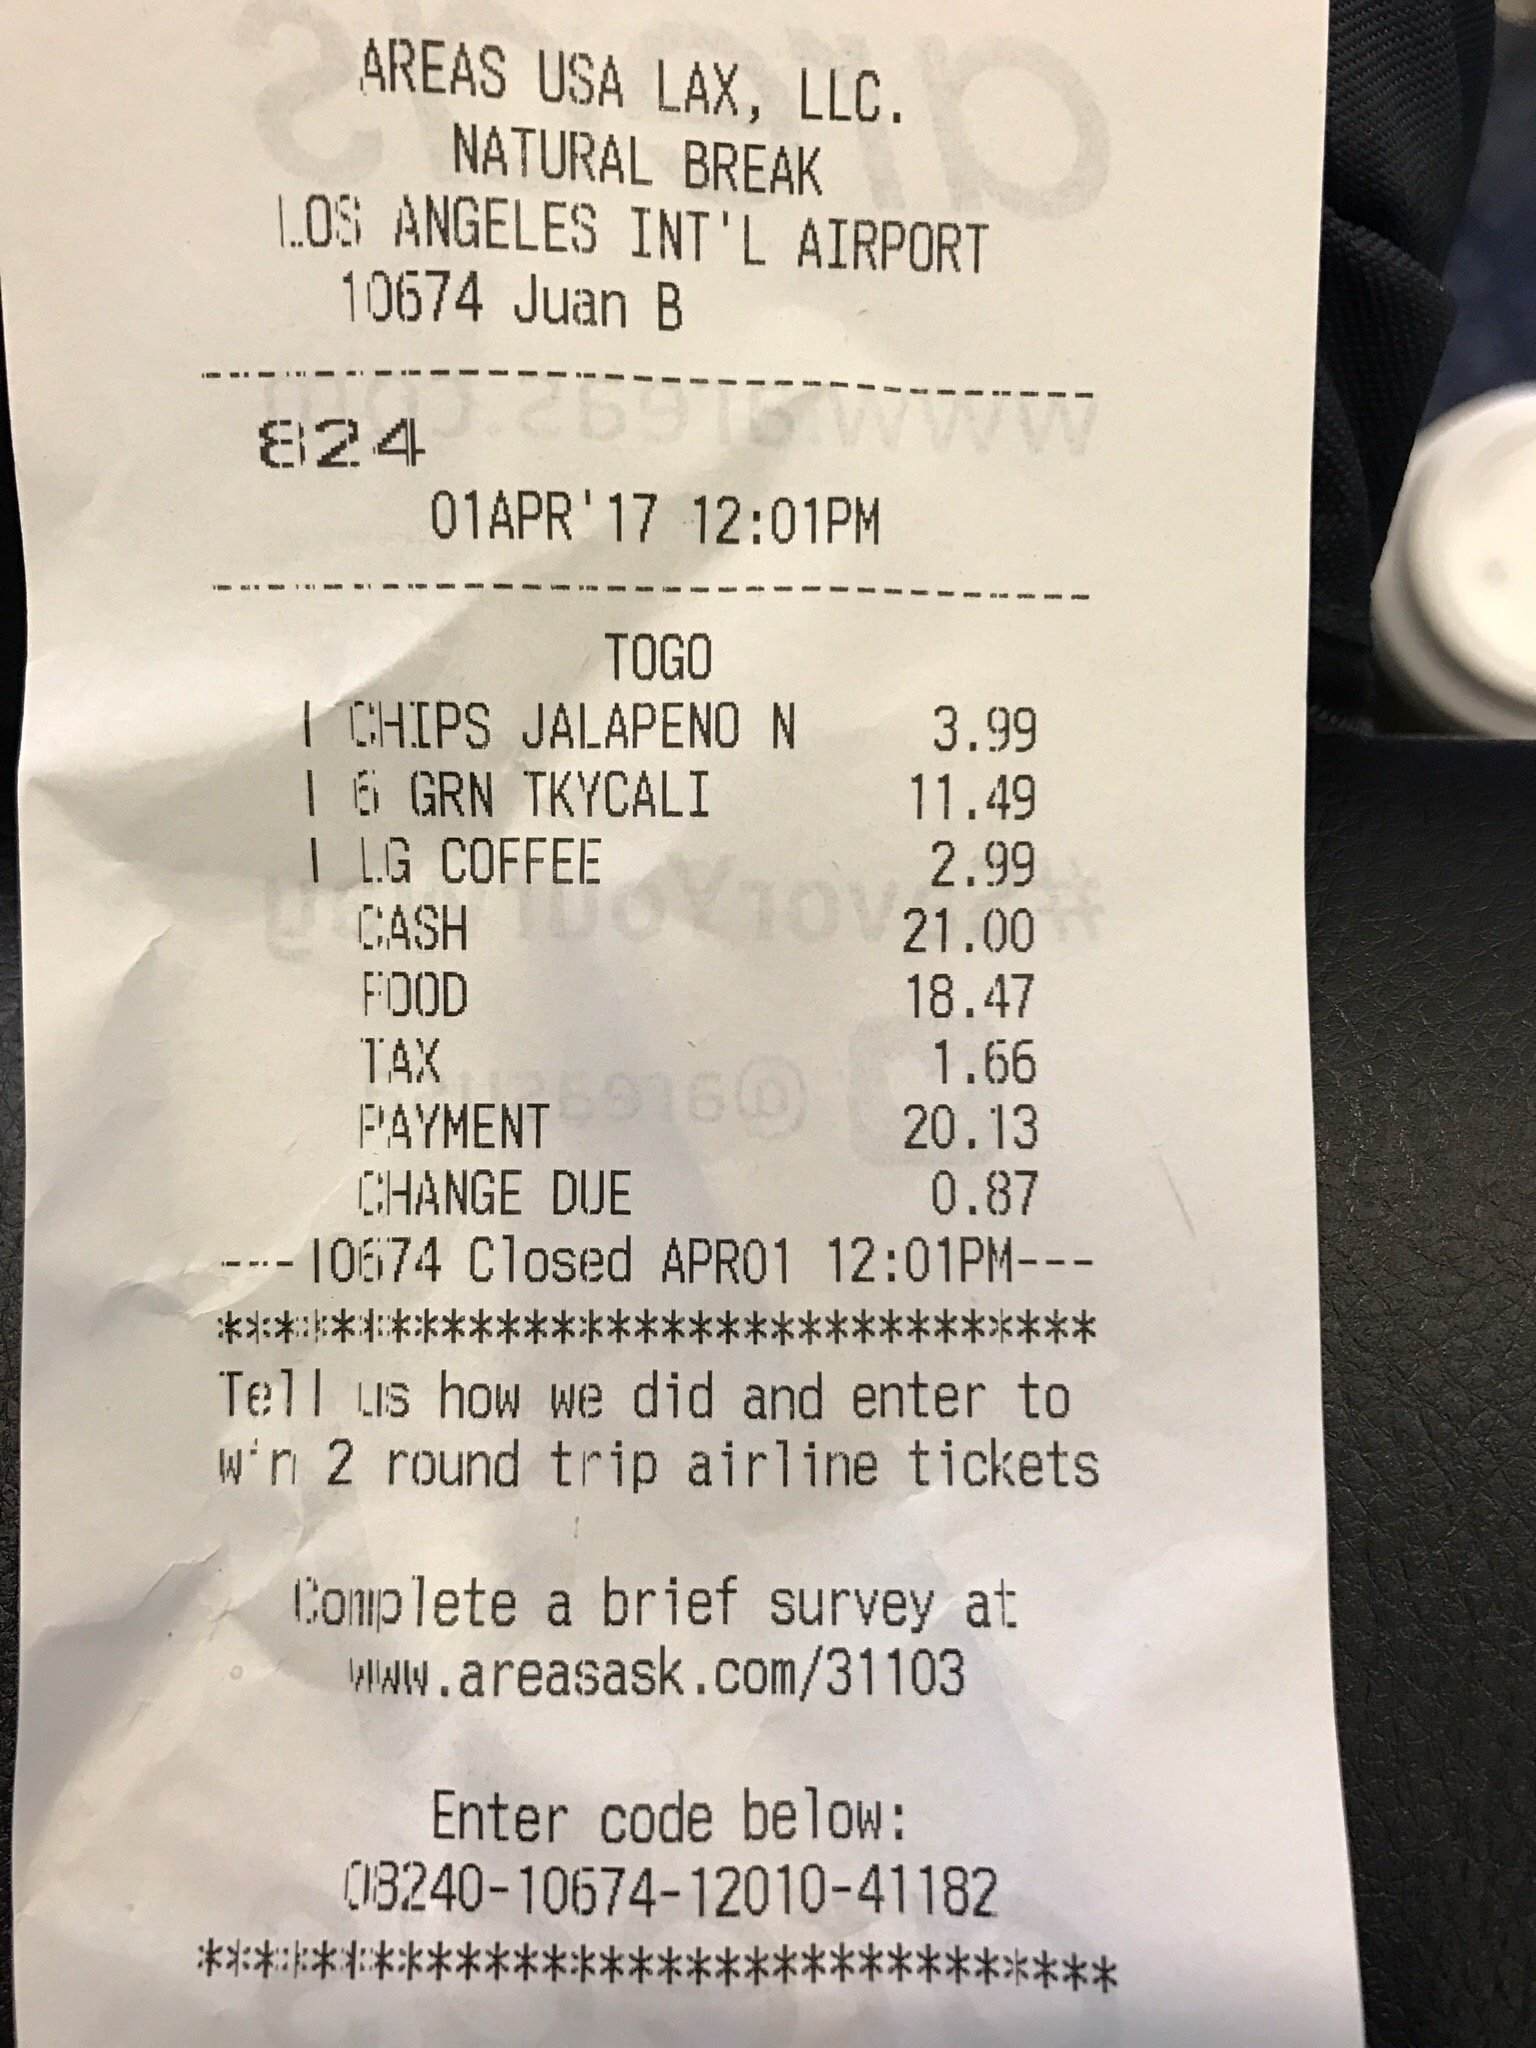 AREAS USA LAX, LLC.
NATURAL BREAK
LOS ANGELES INT'L AIRPORT
10674 Juan B
824
01APR'17 12:01PM
TOGO
1 CHIPS JALAPENO N 3.99
1 6 GRN TKYCALI 11.49
1 LG COFFEE 2.99
CASH 21.00
FOOD 18.47
TAX 1.66
PAYMENT 20.13
CHANGE DUE 0.87
---10674 Closed APR01 12:01PM---
********************************
Tell us how we did and enter to
win 2 round trip airline tickets
Complete a brief survey at
www.areasask.com/31103
Enter code below:
08240-10674-12010-41182
********************************